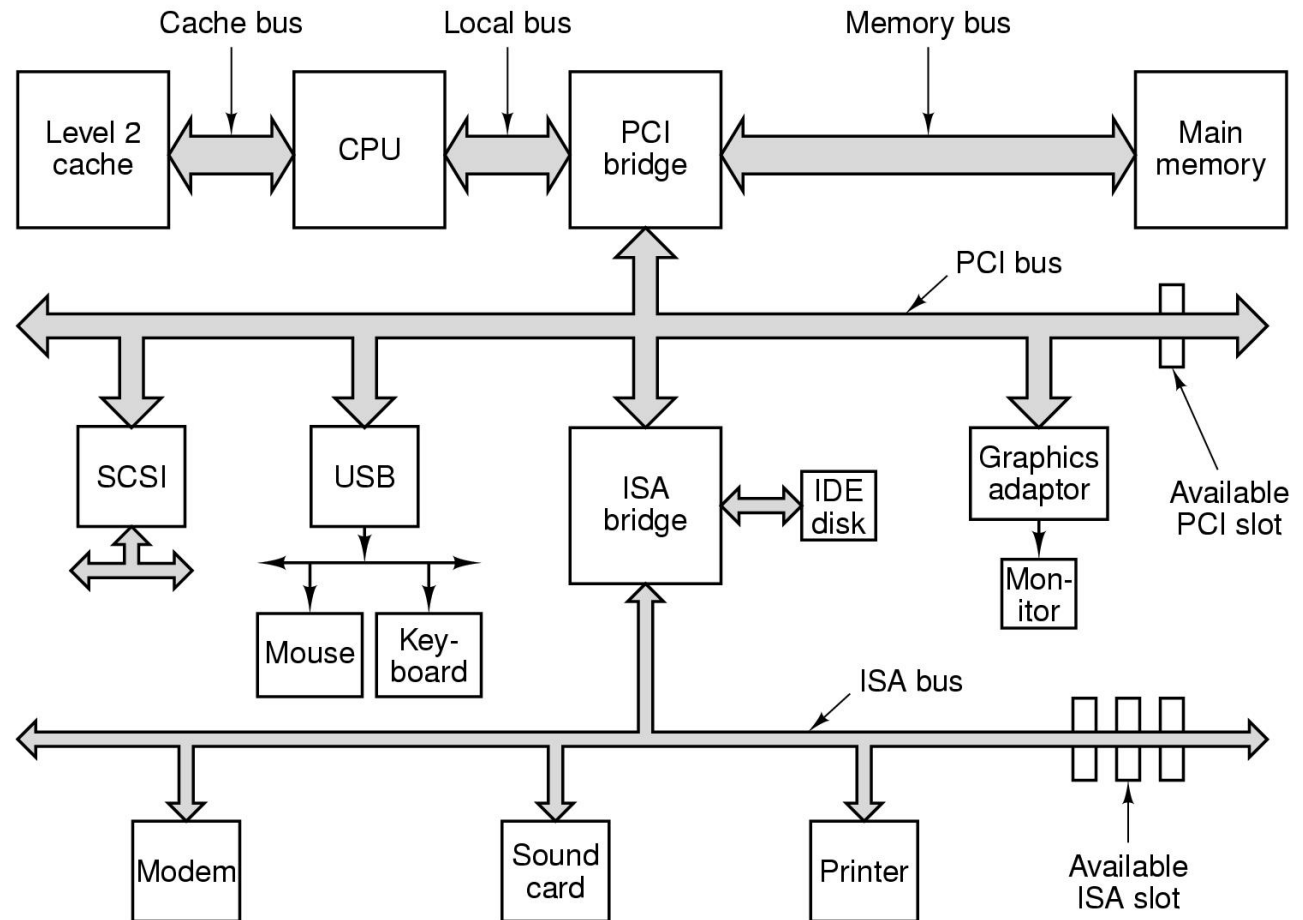 Cache bus
Local bus
Memory bus
Level 2
cache
CPU
PCI
bridge
Main
memory
PCI bus
SCSI
USB
ISA
bridge
IDE
disk
Graphics
adaptor
Available
PCI slot
Mon-
itor
Mouse
Key-
board
ISA bus
Modem
Sound
card
Printer
Available
ISA slot